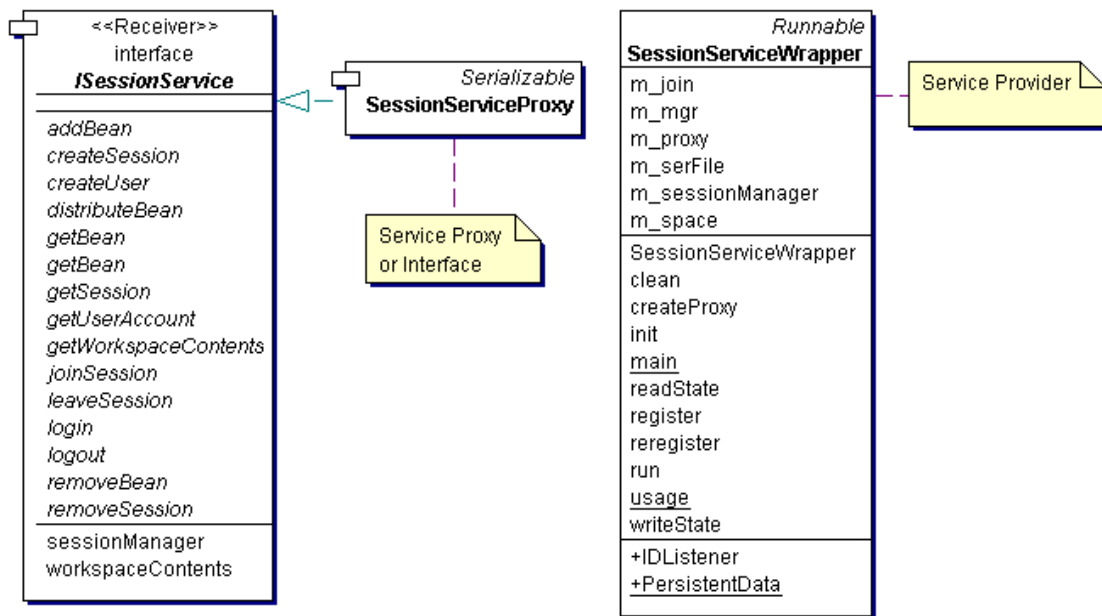 <<Receiver>>
interface
ISessionService
addBean
createSession
createUser
distributeBean
getBean
getBean
getSession
getUserAccount
getWorkspaceContents
joinSession
leaveSession
login
logout
removeBean
removeSession
sessionManager
workspaceContents
Serializable
SessionServiceProxy
Service Proxy
or Interface
Runnable
SessionServiceWrapper
m_join
m_mgr
m_proxy
m_serFile
m_sessionManager
m_space
SessionServiceWrapper
clean
createProxy
init
main
readState
register
reregister
run
usage
writeState
+IDListener
+PersistentData
Service Provider